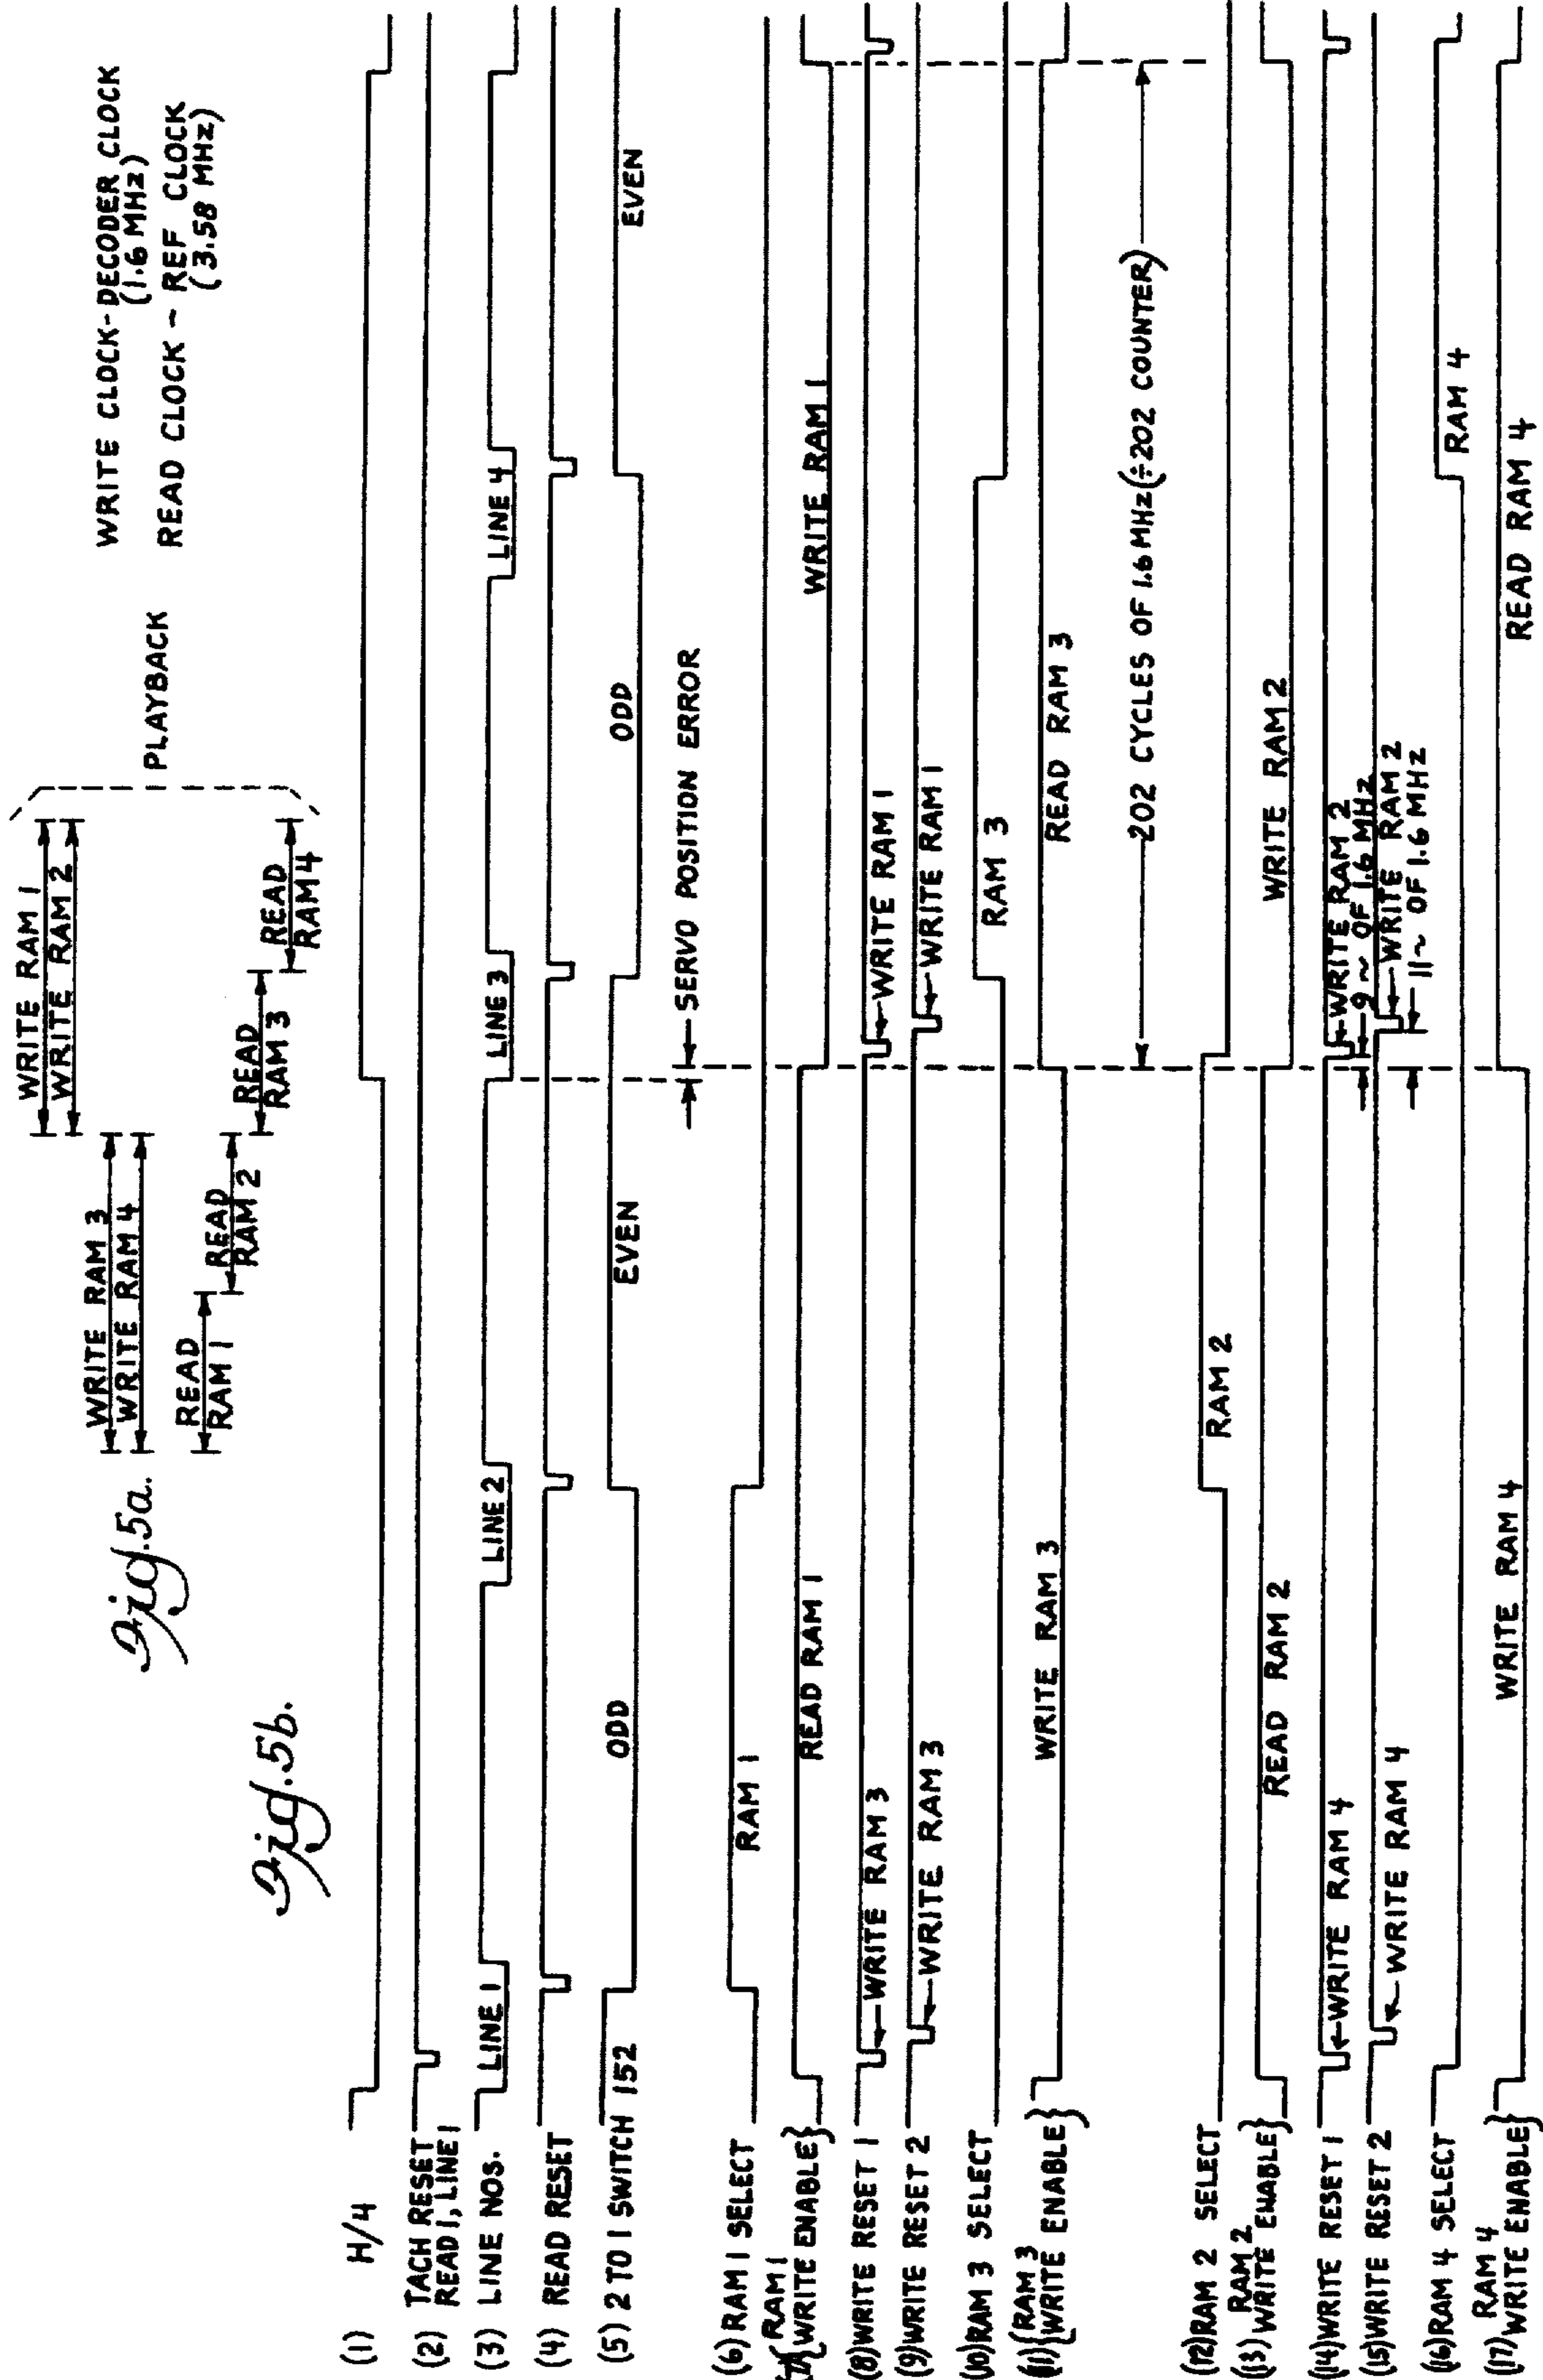 Fig. 5a.
WRITE RAM 3
WRITE RAM 4
WRITE RAM 1
WRITE RAM 2
READ
RAM 1
READ
RAM 2
READ
RAM 3
READ
RAM 4
PLAYBACK
WRITE CLOCK-DECODER CLOCK
(1.6 MHz)
READ CLOCK ~ REF CLOCK
(3.58 MHz)
Fig. 5b.
(1) H/4
(2) TACH RESET
READ 1, LINE 1
(3) LINE NOS.
LINE 1
LINE 2
LINE 3
LINE 4
(4) READ RESET
(5) 2 TO 1 SWITCH 152
ODD
EVEN
ODD
EVEN
SERVO POSITION ERROR
(6) RAM 1 SELECT
RAM 1
(7) { RAM 1
WRITE ENABLE }
READ RAM 1
WRITE RAM 1
(8) WRITE RESET 1
WRITE RAM 3
WRITE RAM 1
(9) WRITE RESET 2
WRITE RAM 3
WRITE RAM 1
(10) RAM 3 SELECT
RAM 3
(11) { RAM 3
WRITE ENABLE }
WRITE RAM 3
READ RAM 3
202 CYCLES OF 1.6 MHz (÷202 COUNTER)
(12) RAM 2 SELECT
RAM 2
(13) RAM 2
WRITE ENABLE }
READ RAM 2
WRITE RAM 2
(14) WRITE RESET 1
WRITE RAM 4
WRITE RAM 2
9 ~ OF 1.6 MHz
(15) WRITE RESET 2
WRITE RAM 4
WRITE RAM 2
11 ~ OF 1.6 MHz
(16) RAM 4 SELECT
RAM 4
(17) RAM 4
WRITE ENABLE }
WRITE RAM 4
READ RAM 4